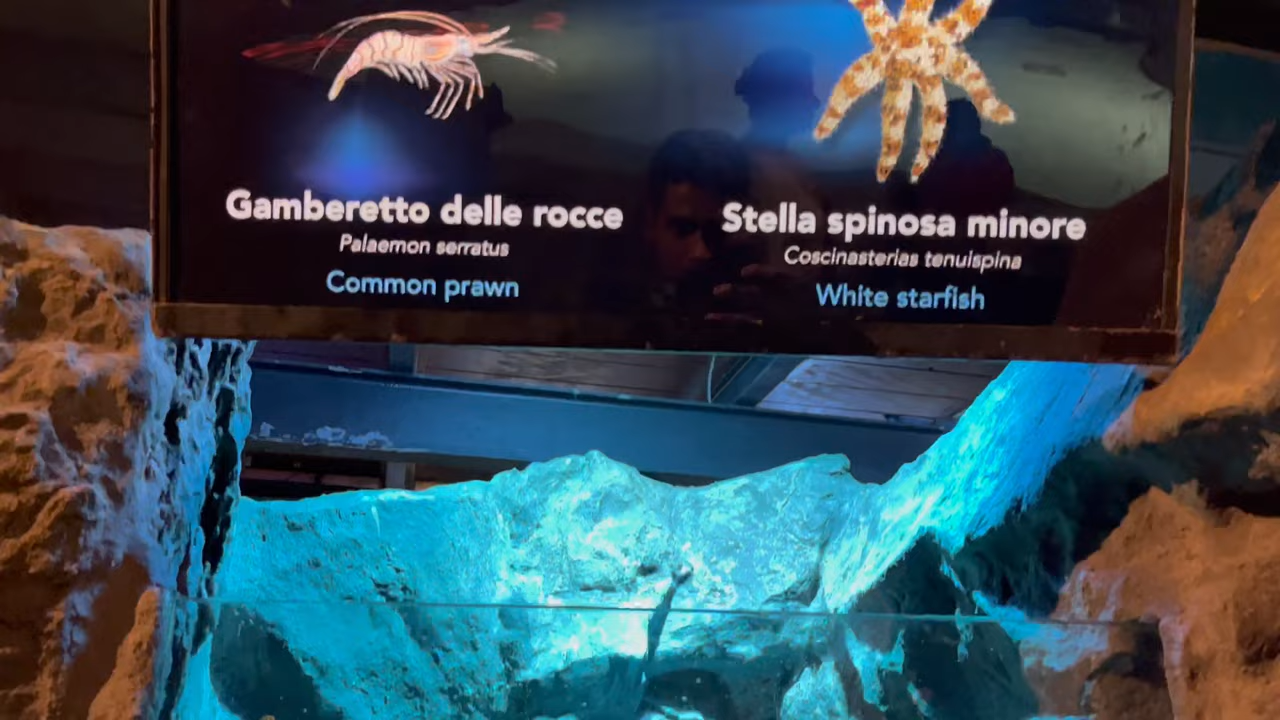 Gamberetto delle rocce
Palaemon serratus
Common prawn
Stella spinosa minore
Coscinasterias tenuispina
White starfish